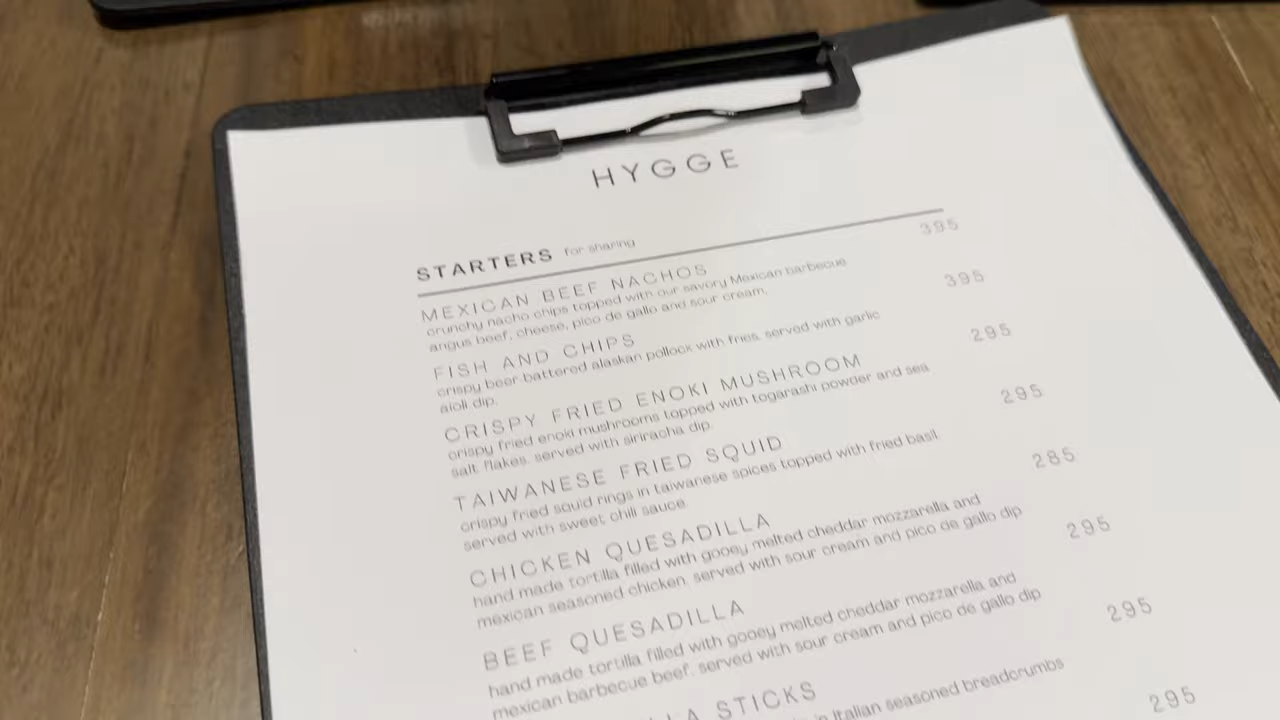 HYGGE
STARTERS for sharing
MEXICAN BEEF NACHOS 395
crunchy nacho chips topped with our savory Mexican barbecue
angus beef, cheese, pico de gallo and sour cream.
FISH AND CHIPS 395
crispy beer battered alaskan pollock with fries. served with garlic
aioli dip.
CRISPY FRIED ENOKI MUSHROOM 295
crispy fried enoki mushrooms topped with togarashi powder and sea
salt flakes. served with sriracha dip.
TAIWANESE FRIED SQUID 295
crispy fried squid rings in taiwanese spices topped with fried basil.
served with sweet chili sauce.
CHICKEN QUESADILLA 285
hand made tortilla filled with gooey melted cheddar mozzarella and
mexican seasoned chicken. served with sour cream and pico de gallo dip
BEEF QUESADILLA 295
hand made tortilla filled with gooey melted cheddar mozzarella and
mexican barbecue beef. served with sour cream and pico de gallo dip
STICKS 295
in italian seasoned breadcrumbs
295